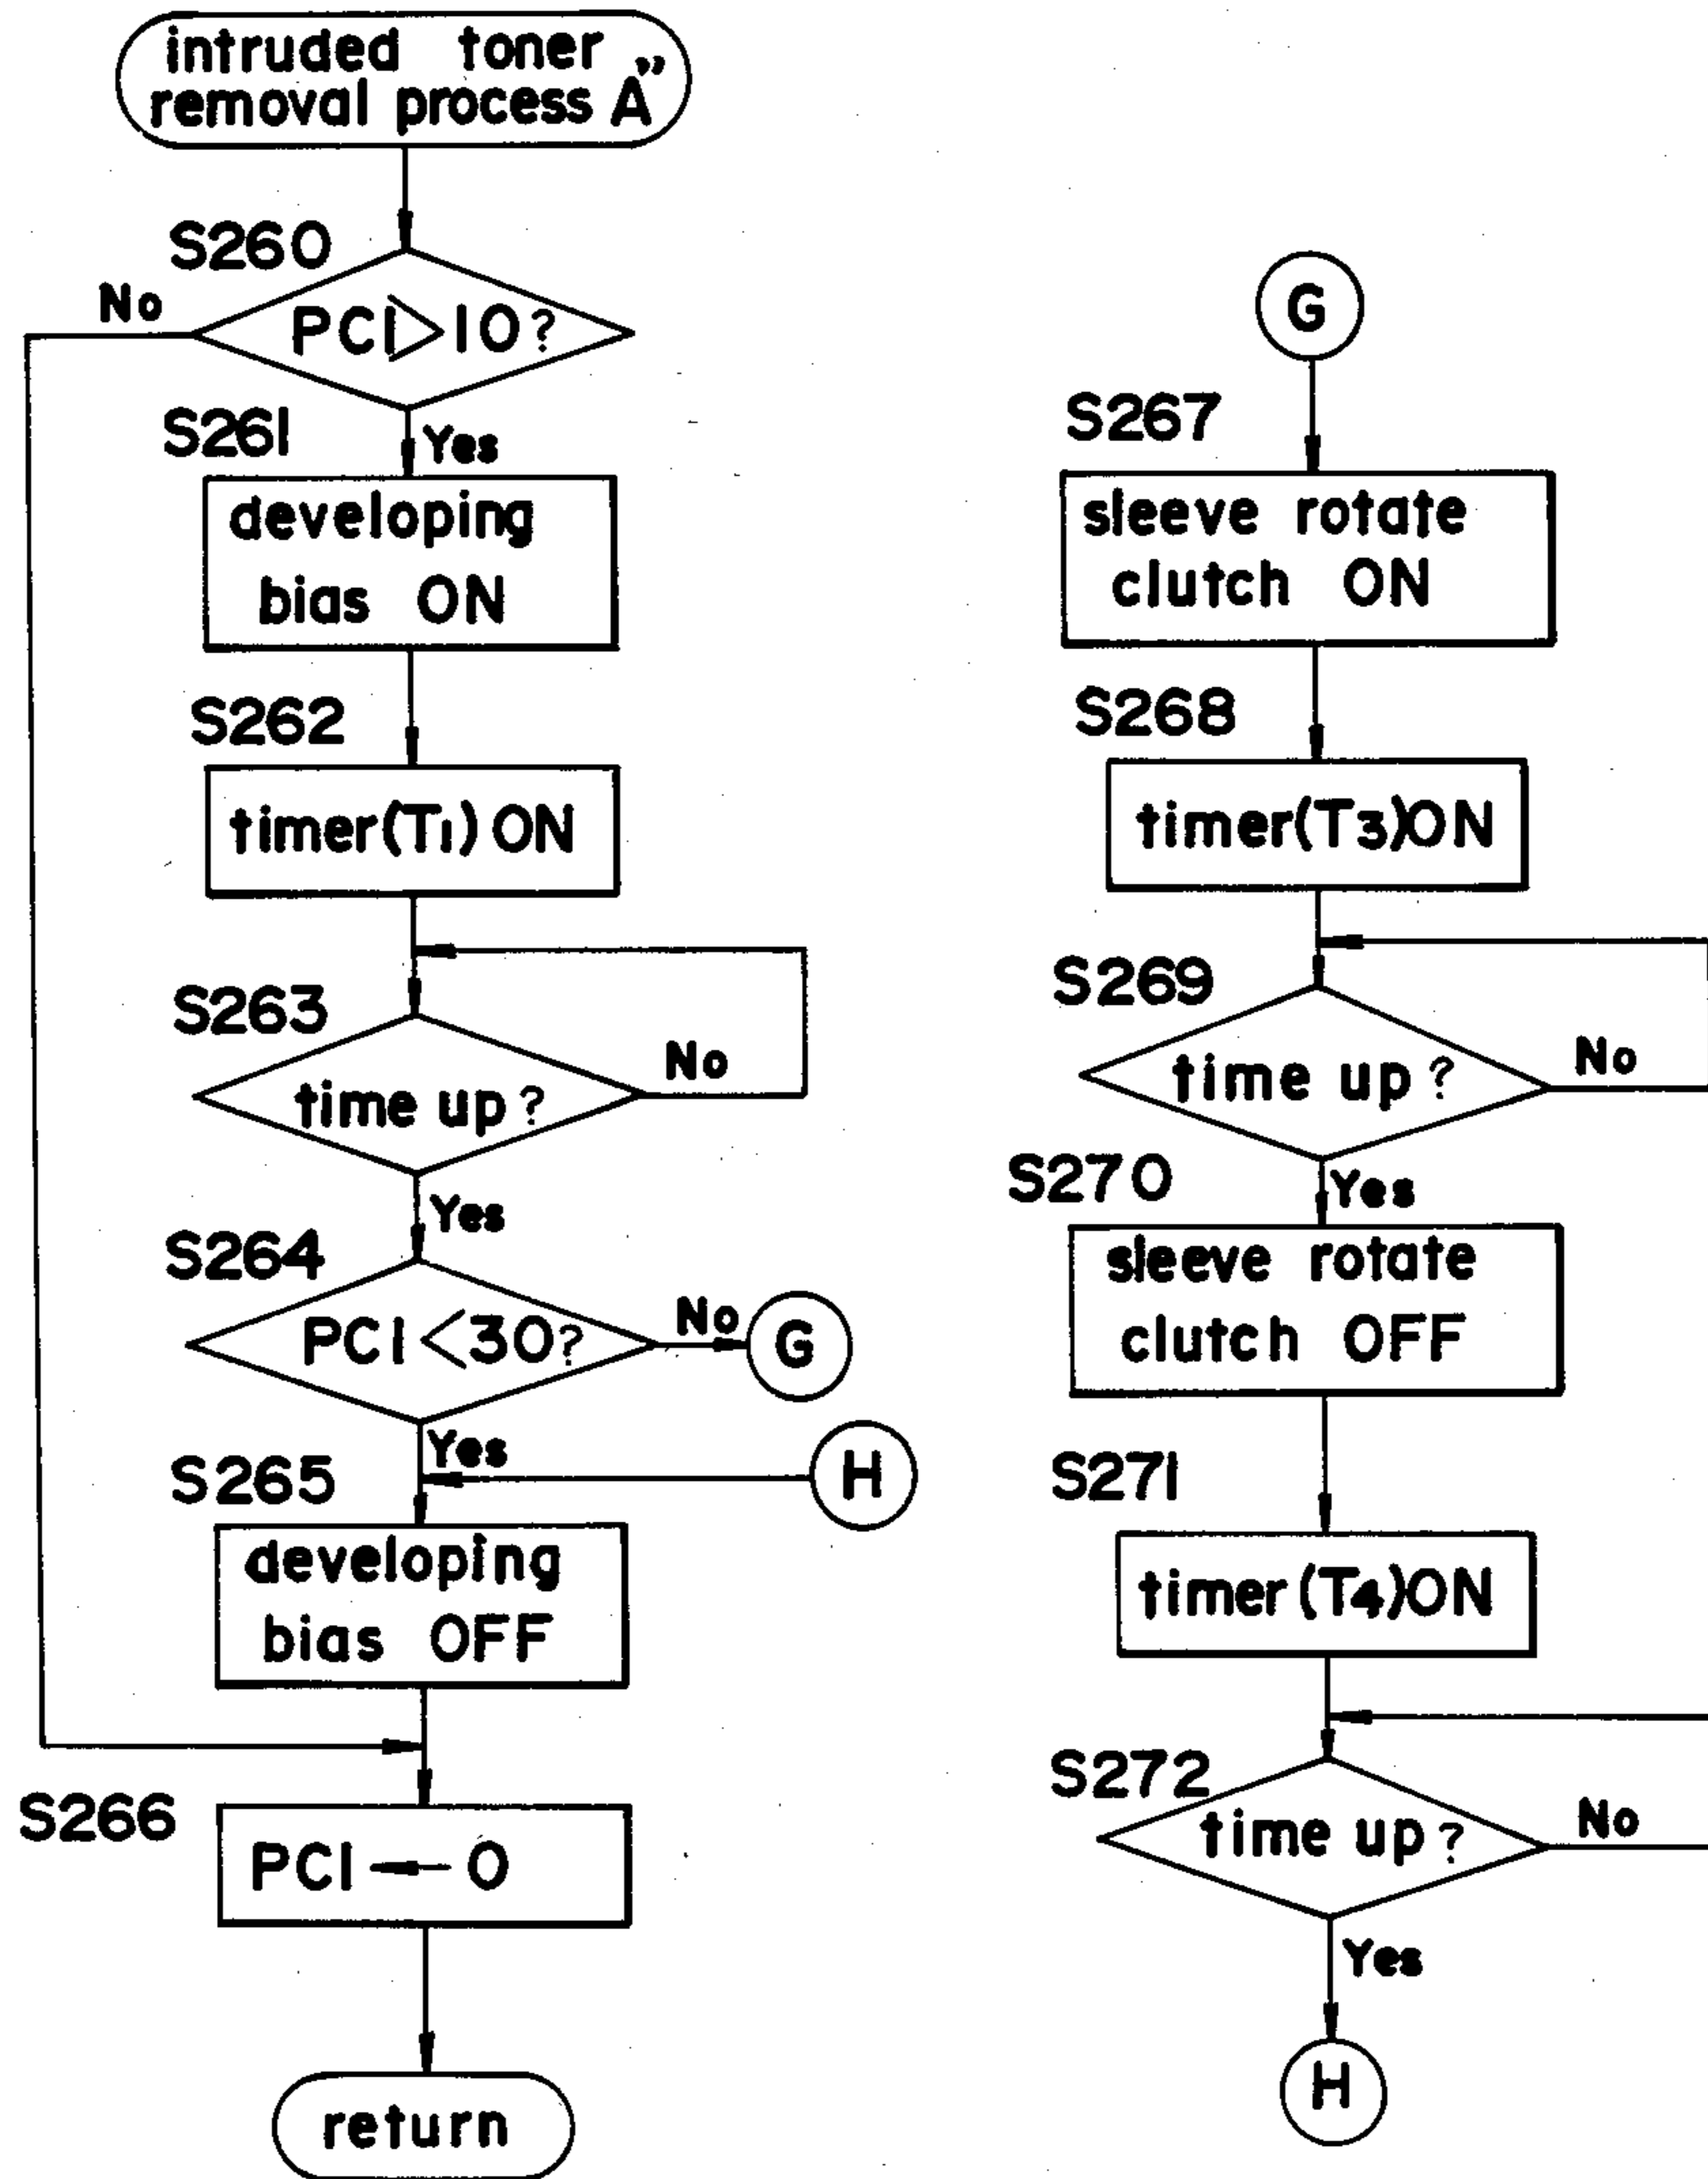 intruded toner
removal process A"
S260
No
PC1>10?
S261
Yes
developing
bias ON
S262
timer(T1) ON
S263
No
time up?
Yes
S264
PC1<30?
No
G
Yes
H
S265
developing
bias OFF
S266
PC1 ← 0
return
G
S267
sleeve rotate
clutch ON
S268
timer(T3)ON
S269
No
time up?
S270
Yes
sleeve rotate
clutch OFF
S271
timer(T4)ON
S272
time up?
No
Yes
H